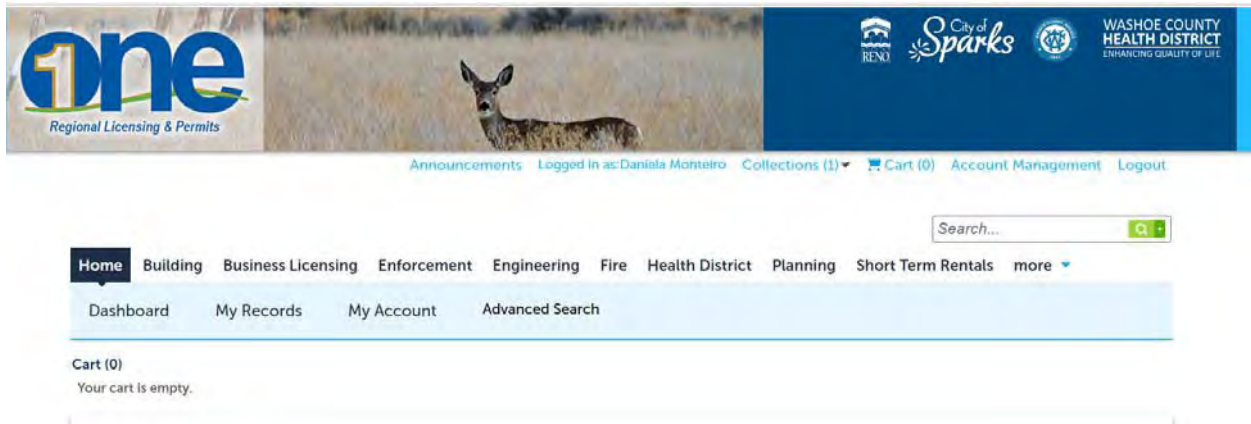 One
1
Regional Licensing & Permits
RENO
City of
Sparks
WASHOE COUNTY
HEALTH DISTRICT
ENHANCING QUALITY OF LIFE
Announcements Logged in as:Daniela Monteiro Collections (1) Cart (0) Account Management Logout
Search...
Home Building Business Licensing Enforcement Engineering Fire Health District Planning Short Term Rentals more
Dashboard My Records My Account Advanced Search
Cart (0)
Your cart is empty.